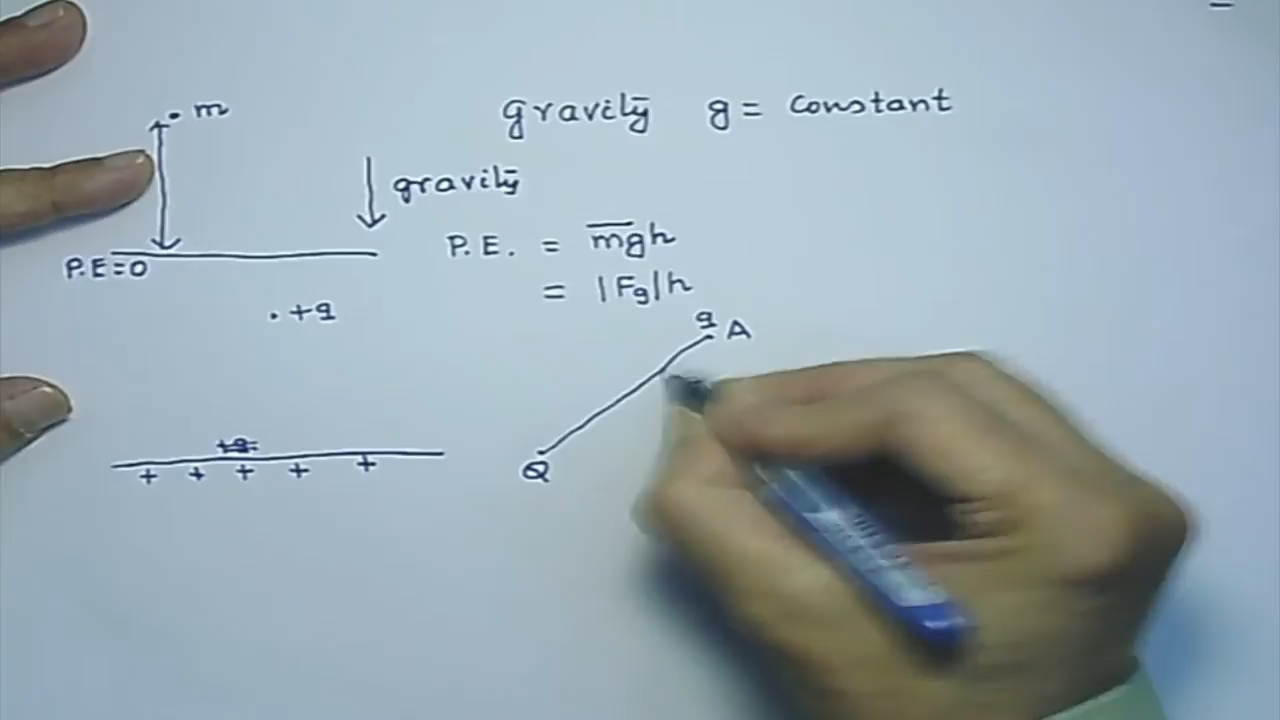 m
gravity g = constant
gravity
P.E. = mgh
P.E=0
= |Fg|h
+q
q A
+q
Q
+ + + + +